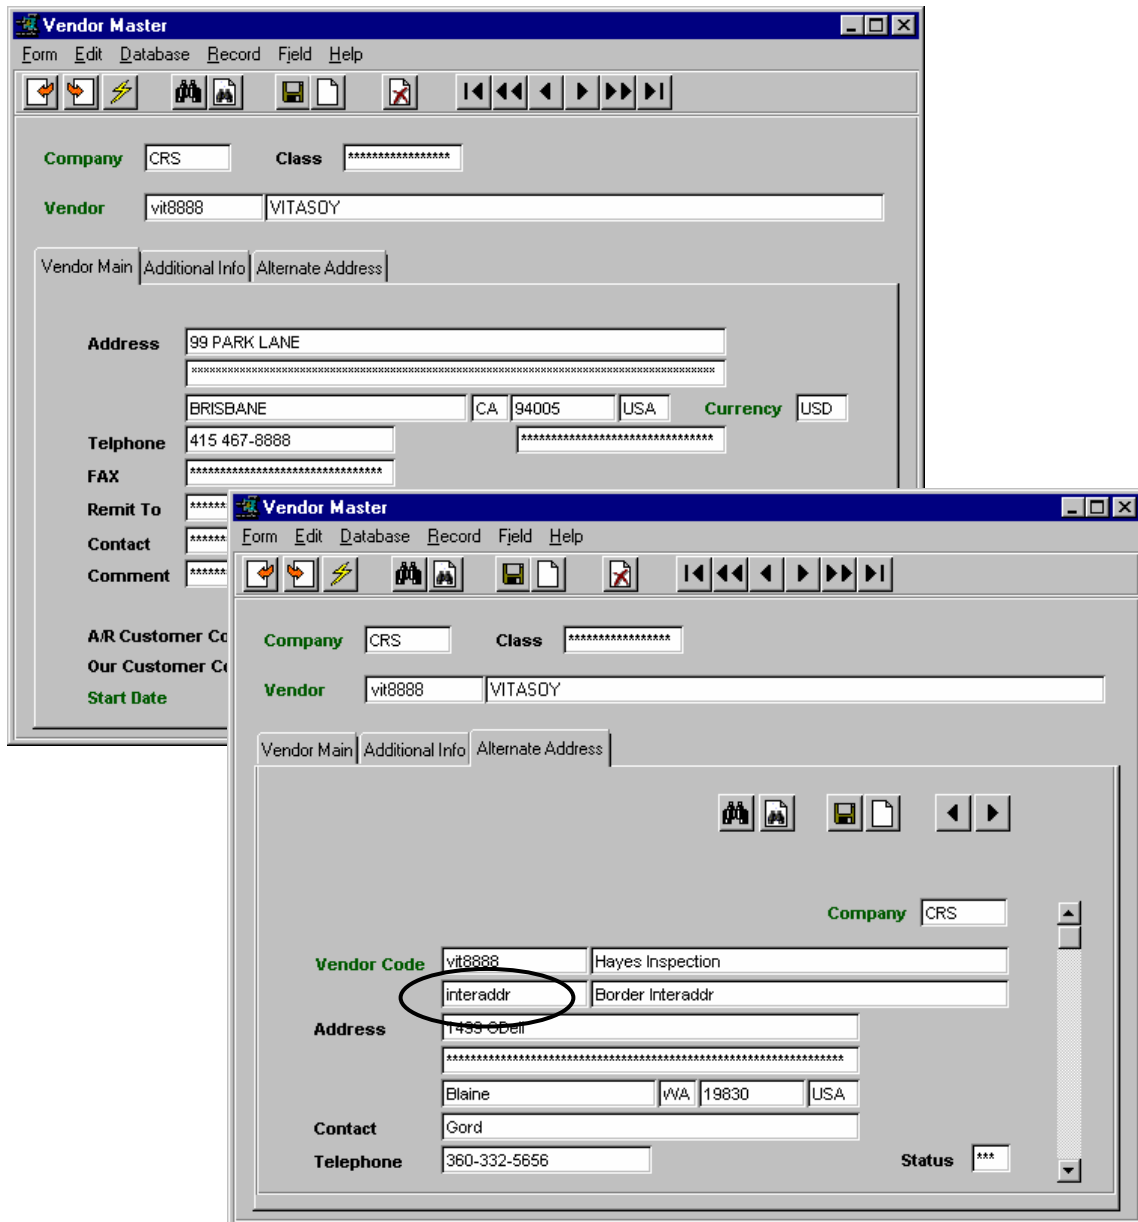 Vendor Master
Form Edit Database Record Field Help
Company CRS Class *****************
Vendor vit8888 VITASOY
Vendor Main Additional Info Alternate Address
Address 99 PARK LANE
BRISBANE CA 94005 USA Currency USD
Telphone 415 467-8888 ********************************
FAX ********************************
Remit To ******
Contact ******
Comment ******
A/R Customer Co
Our Customer Co
Start Date
Vendor Master
Form Edit Database Record Field Help
Company CRS Class *****************
Vendor vit8888 VITASOY
Vendor Main Additional Info Alternate Address
Company CRS
Vendor Code vit8888 Hayes Inspection
interaddr Border Interaddr
Address 1499 ODell
Blaine WA 19830 USA
Contact Gord
Telephone 360-332-5656 Status ***